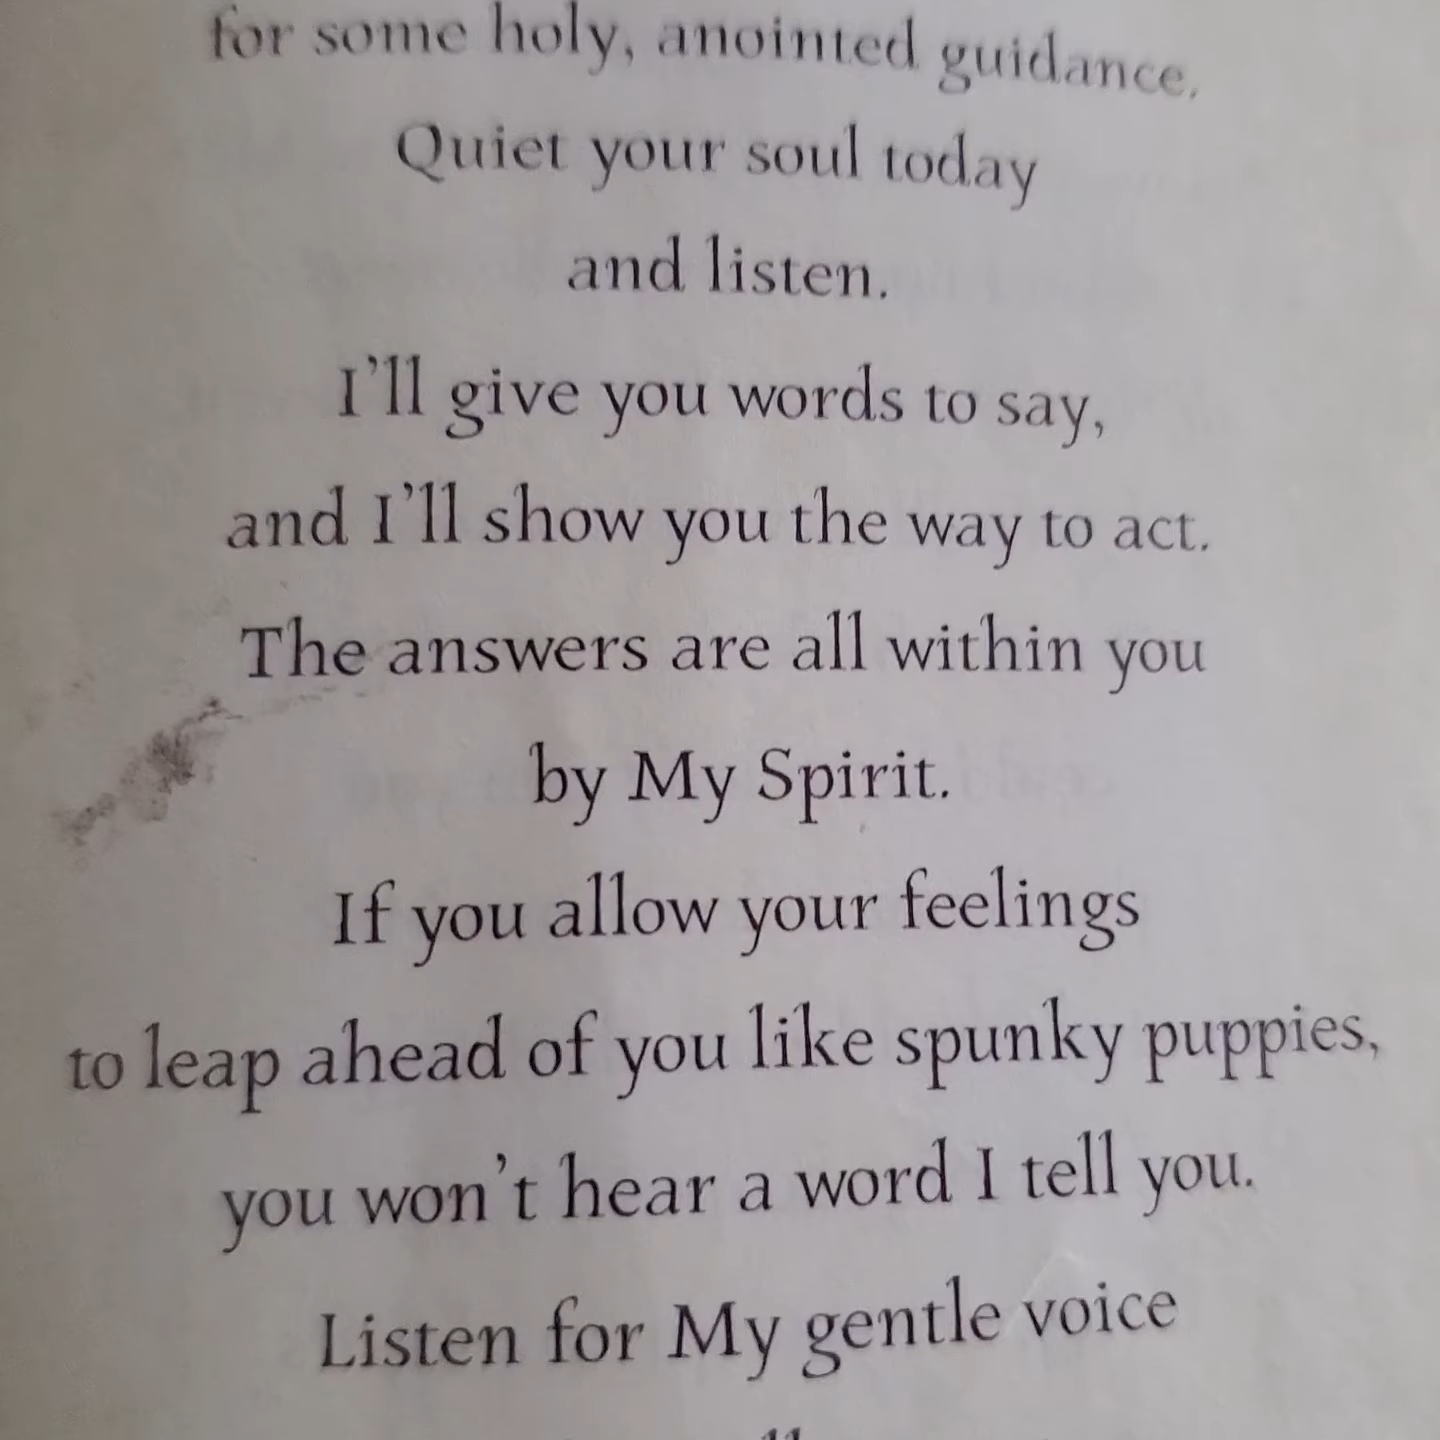 for some holy, anointed guidance.
Quiet your soul today
and listen.
I'll give you words to say,
and I'll show you the way to act.
The answers are all within you
by My Spirit.
If you allow your feelings
to leap ahead of you like spunky puppies,
you won't hear a word I tell you.
Listen for My gentle voice